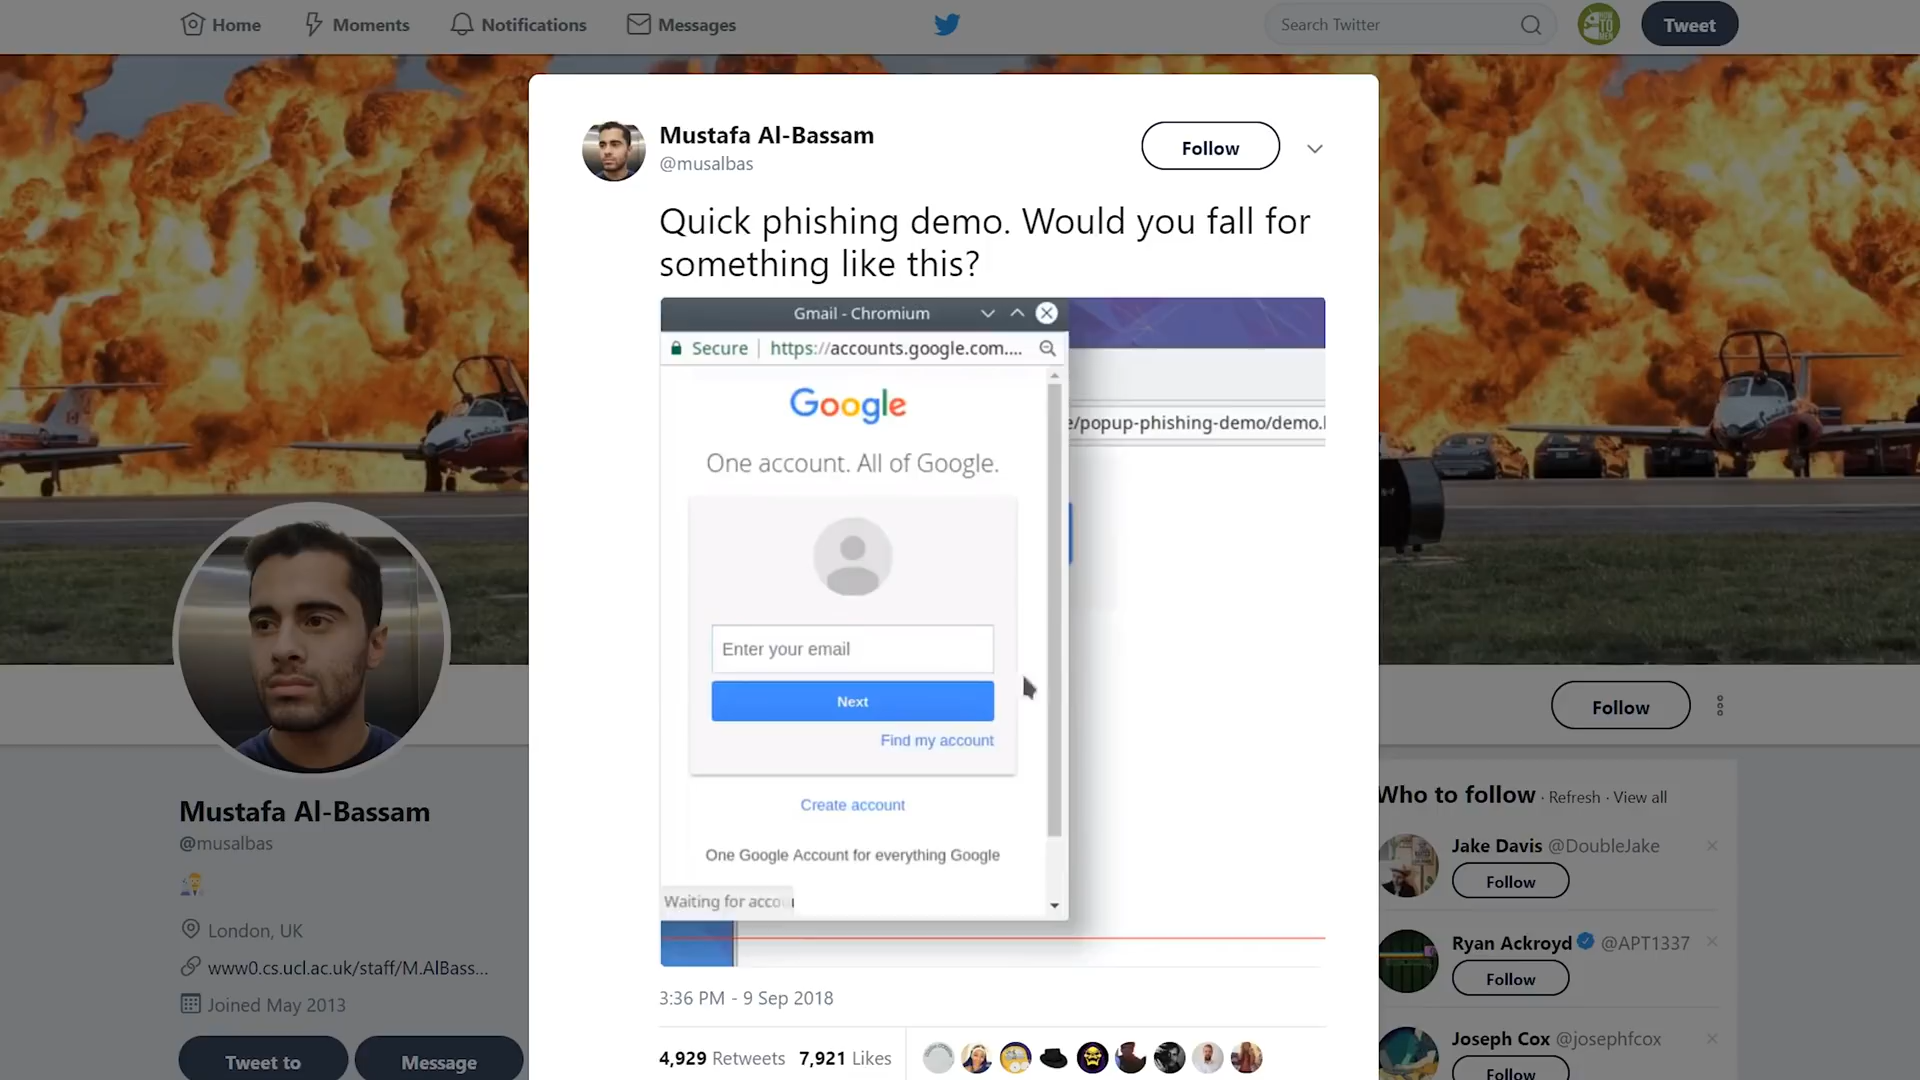 Home
Moments
Notifications
Messages
Search Twitter
Tweet
Mustafa Al-Bassam
@musalbas
Follow
Quick phishing demo. Would you fall for
something like this?
Gmail - Chromium
Secure
https://accounts.google.com....
Google
e/popup-phishing-demo/demo.
One account. All of Google.
Enter your email
Next
Find my account
Create account
One Google Account for everything Google
Waiting for accou
3:36 PM - 9 Sep 2018
4,929 Retweets 7,921 Likes
Mustafa Al-Bassam
@musalbas
London, UK
www0.cs.ucl.ac.uk/staff/M.AlBass...
Joined May 2013
Tweet to
Message
Follow
Who to follow · Refresh · View all
Jake Davis @DoubleJake
Follow
Ryan Ackroyd @APT1337
Follow
Joseph Cox @josephfcox
Follow